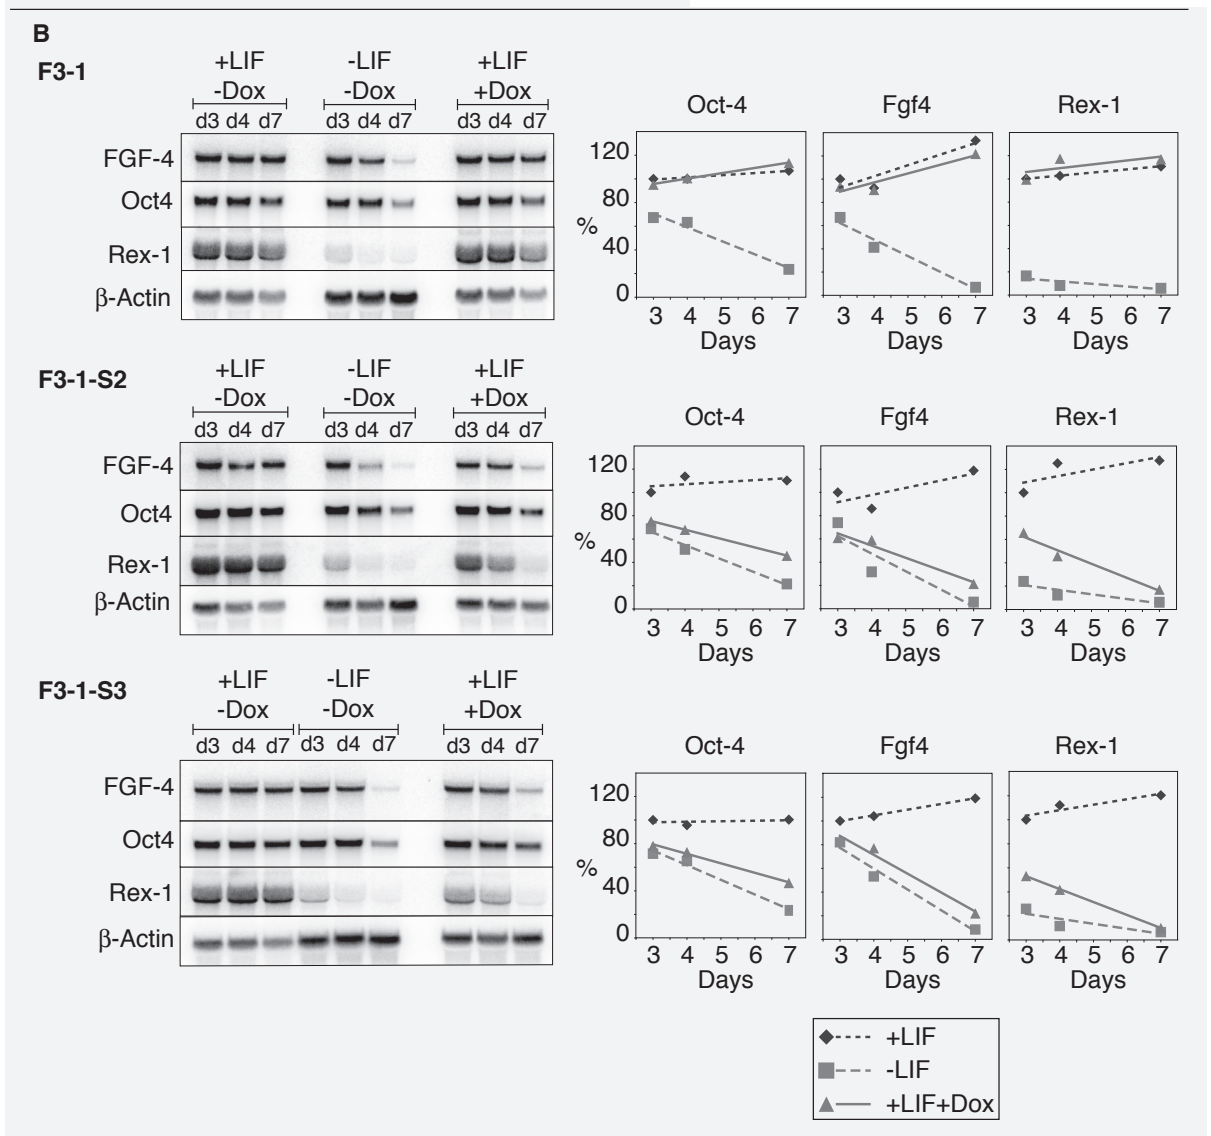 B
F3-1
+LIF -LIF +LIF
-Dox -Dox +Dox
d3 d4 d7 d3 d4 d7 d3 d4 d7
FGF-4
Oct4
Rex-1
β-Actin
Oct-4 Fgf4 Rex-1
120
80
%
40
0
3 4 5 6 7 3 4 5 6 7 3 4 5 6 7
Days Days Days
F3-1-S2
+LIF -LIF +LIF
-Dox -Dox +Dox
d3 d4 d7 d3 d4 d7 d3 d4 d7
FGF-4
Oct4
Rex-1
β-Actin
Oct-4 Fgf4 Rex-1
120
80
%
40
0
3 4 5 6 7 3 4 5 6 7 3 4 5 6 7
Days Days Days
F3-1-S3
+LIF -LIF +LIF
-Dox -Dox +Dox
d3 d4 d7 d3 d4 d7 d3 d4 d7
FGF-4
Oct4
Rex-1
β-Actin
Oct-4 Fgf4 Rex-1
120
80
%
40
0
3 4 5 6 7 3 4 5 6 7 3 4 5 6 7
Days Days Days
+LIF
-LIF
+LIF+Dox